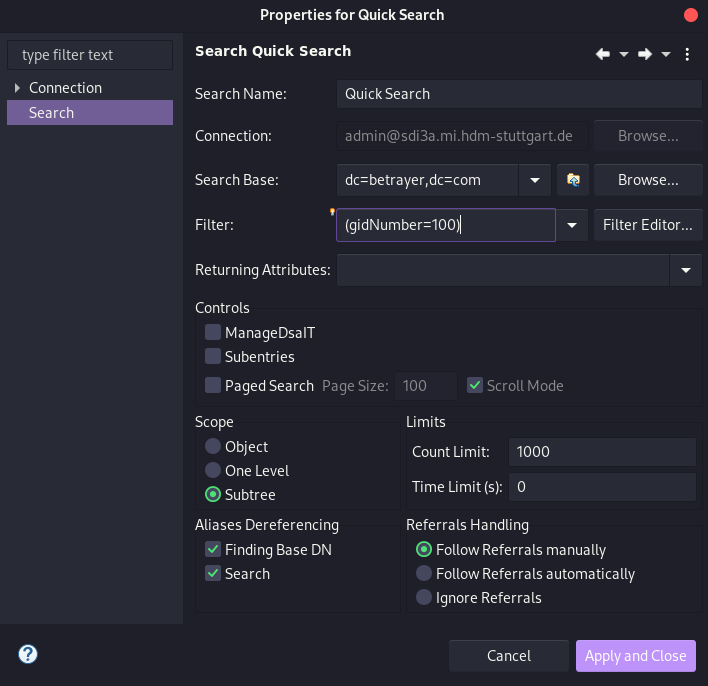 Properties for Quick Search
type filter text
Connection
Search
Search Quick Search
Search Name: Quick Search
Connection: admin@sdi3a.mi.hdm-stuttgart.de Browse...
Search Base: dc=betrayer,dc=com Browse...
Filter: (gidNumber=100) Filter Editor...
Returning Attributes:
Controls
ManageDsaIT
Subentries
Paged Search Page Size: 100 Scroll Mode
Scope
Object
One Level
Subtree
Limits
Count Limit: 1000
Time Limit (s): 0
Aliases Dereferencing
Finding Base DN
Search
Referrals Handling
Follow Referrals manually
Follow Referrals automatically
Ignore Referrals
?
Cancel Apply and Close